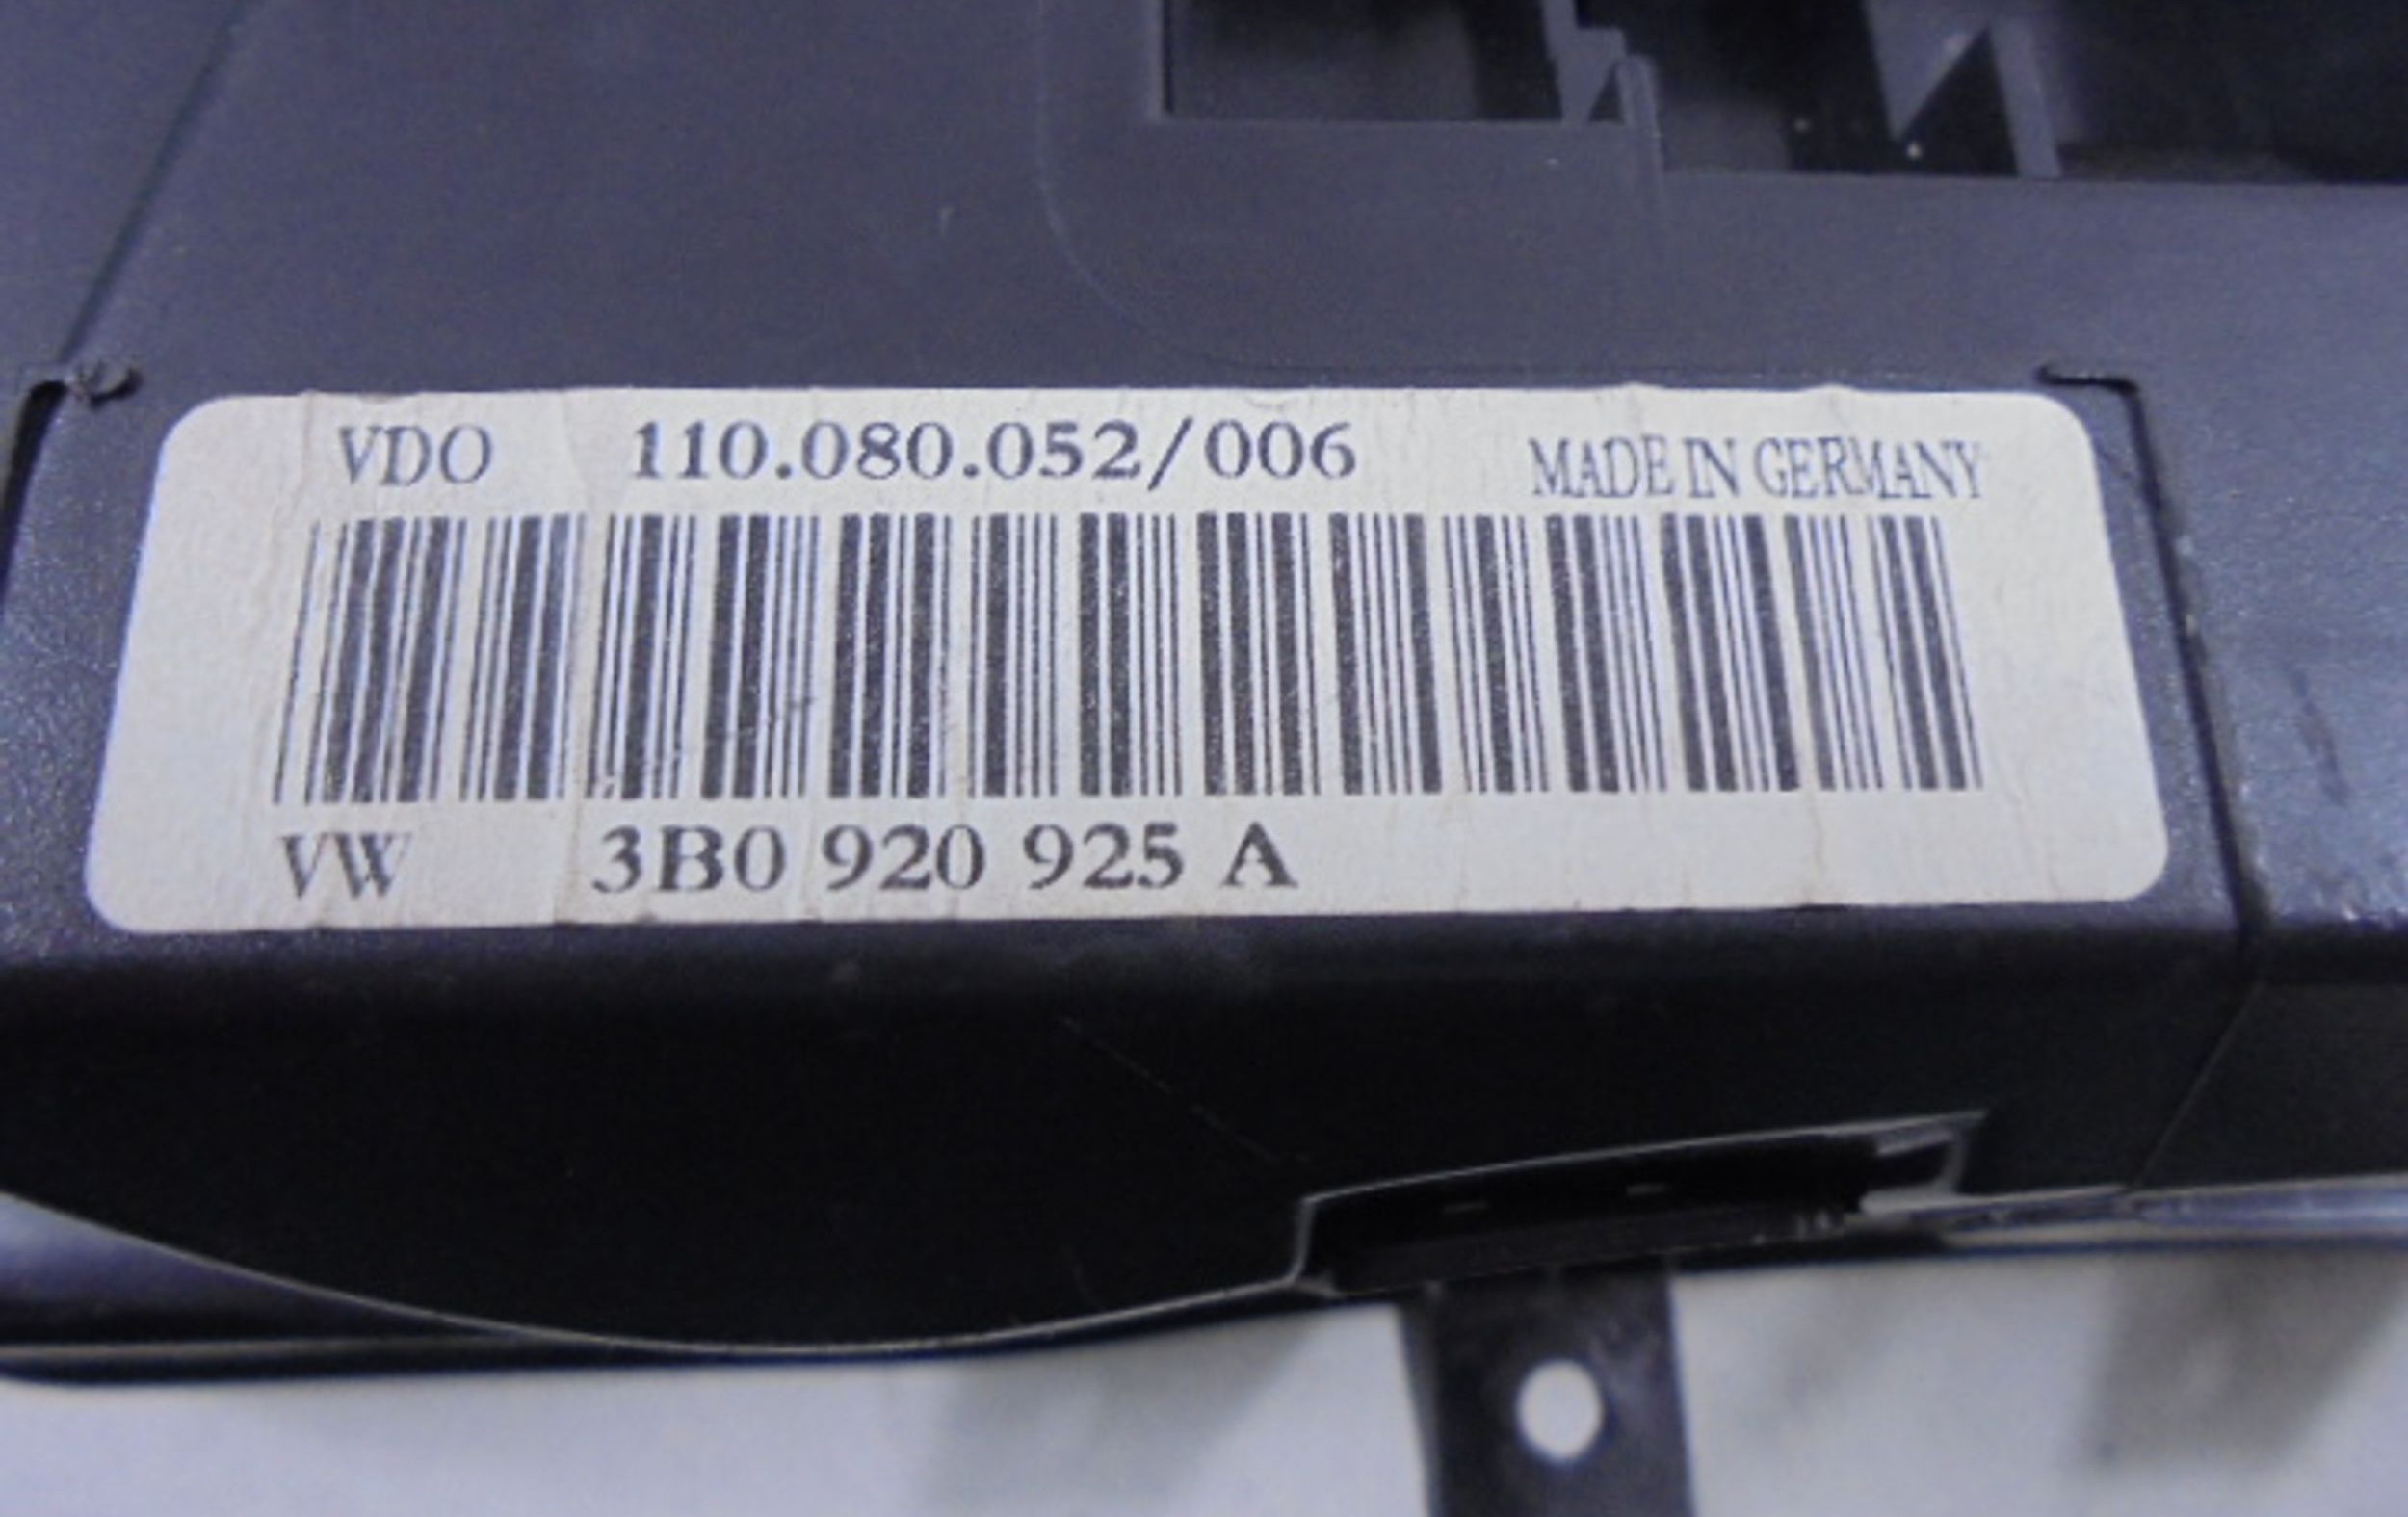 VDO 110.080.052/006 MADE IN GERMANY
VW 3B0 920 925 A